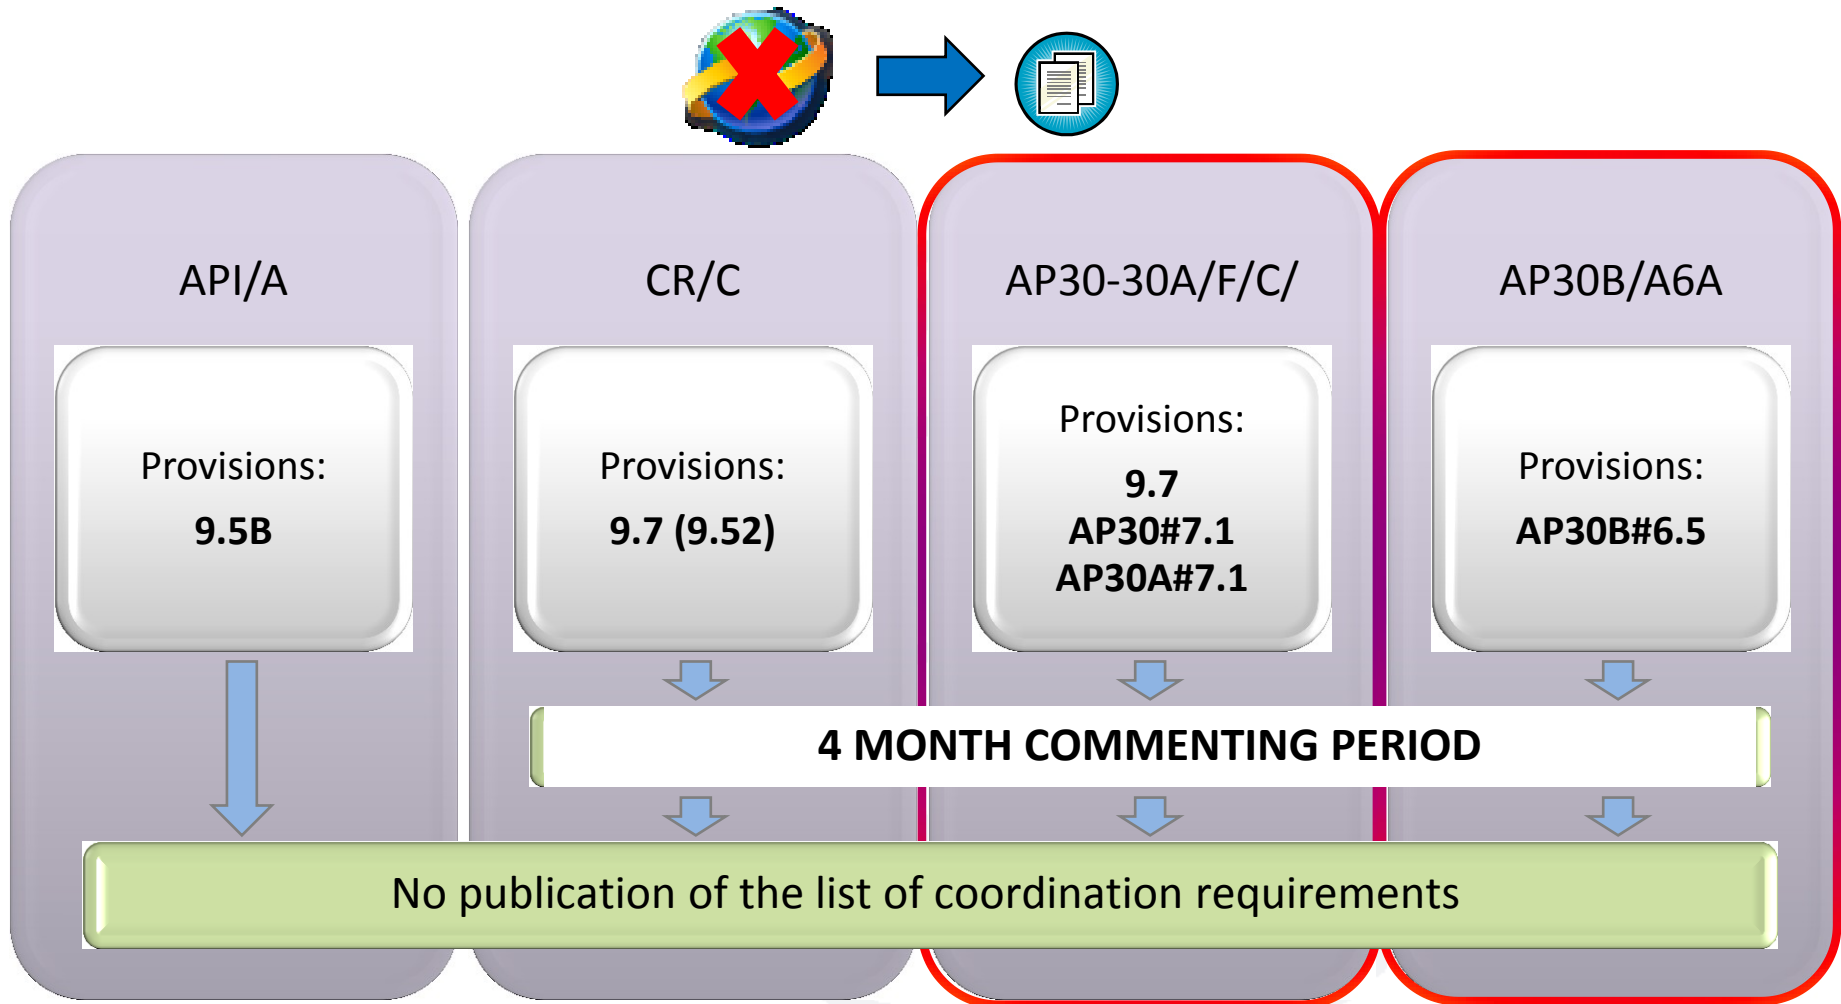 API/A
Provisions:
9.5B
CR/C
Provisions:
9.7 (9.52)
AP30-30A/F/C/
Provisions:
9.7
AP30#7.1
AP30A#7.1
AP30B/A6A
Provisions:
AP30B#6.5
4 MONTH COMMENTING PERIOD
No publication of the list of coordination requirements